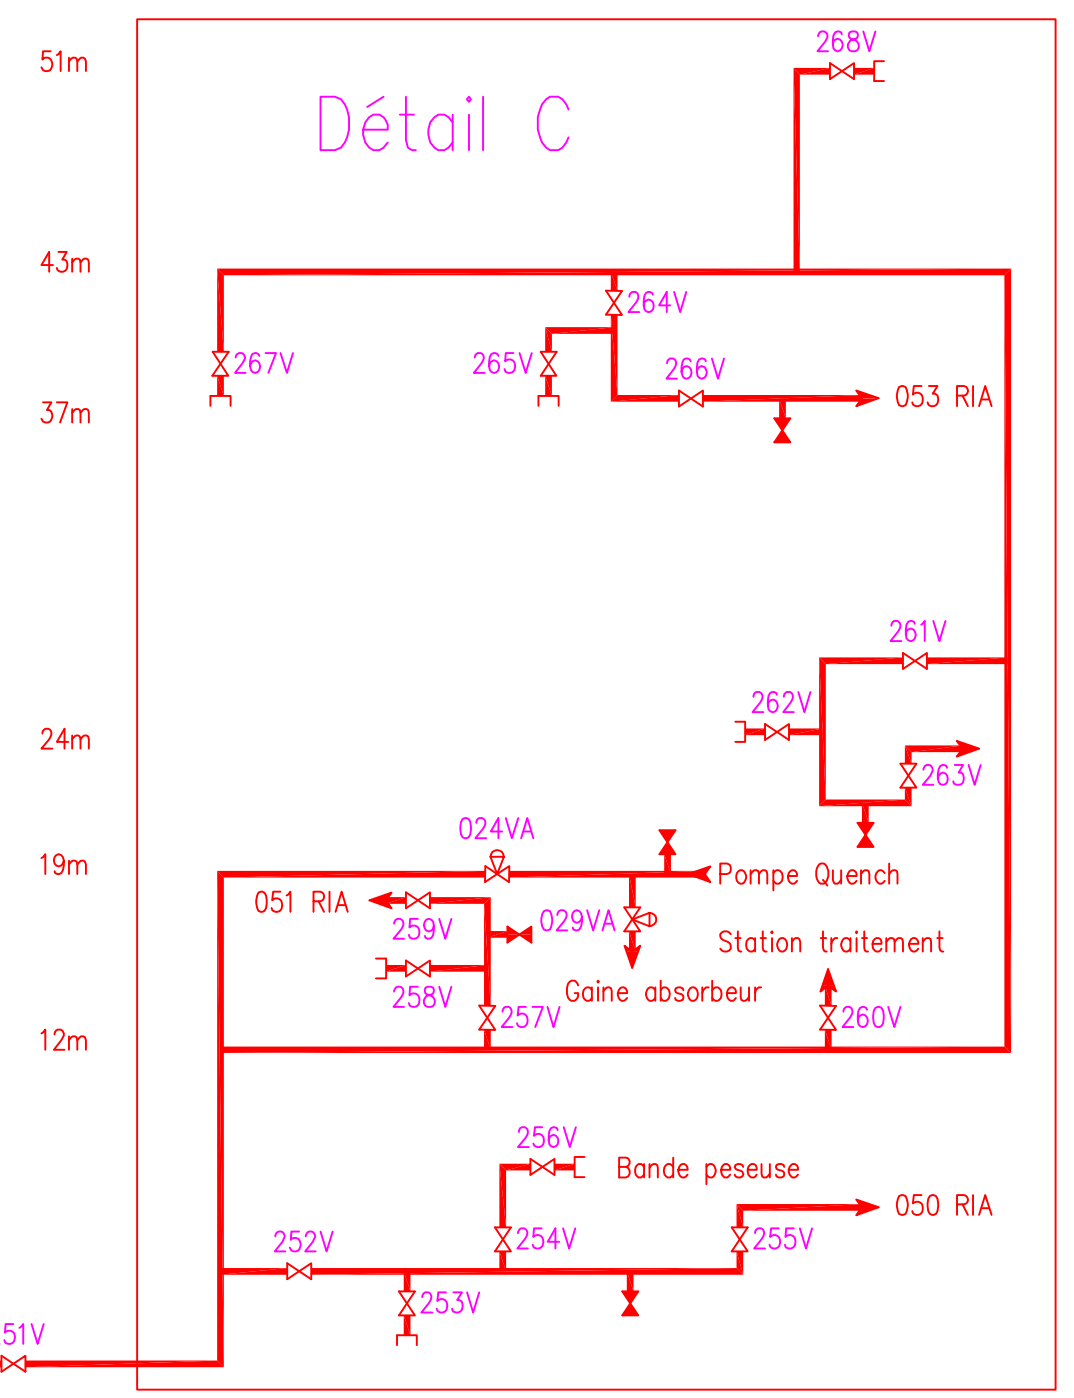 268V
51m
Détail C
43m
264V
267V
265V
266V
053 RIA
37m
261V
262V
24m
263V
024VA
19m
Pompe Quench
051 RIA
029VA
259V
Station traitement
258V
Gaine absorbeur
257V
260V
12m
256V
Bande peseuse
050 RIA
252V
254V
255V
253V
51V